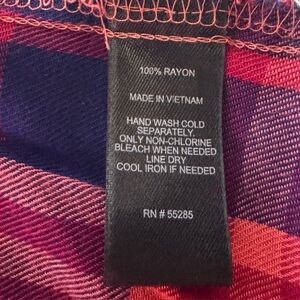 100% RAYON
MADE IN VIETNAM
HAND WASH COLD
SEPARATELY.
ONLY NON-CHLORINE
BLEACH WHEN NEEDED
LINE DRY
COOL IRON IF NEEDED
RN # 55285